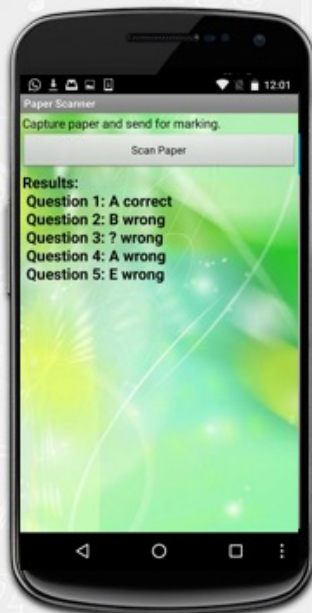 12:01
Paper Scanner
Capture paper and send for marking.
Scan Paper
Results:
Question 1: A correct
Question 2: B wrong
Question 3: ? wrong
Question 4: A wrong
Question 5: E wrong